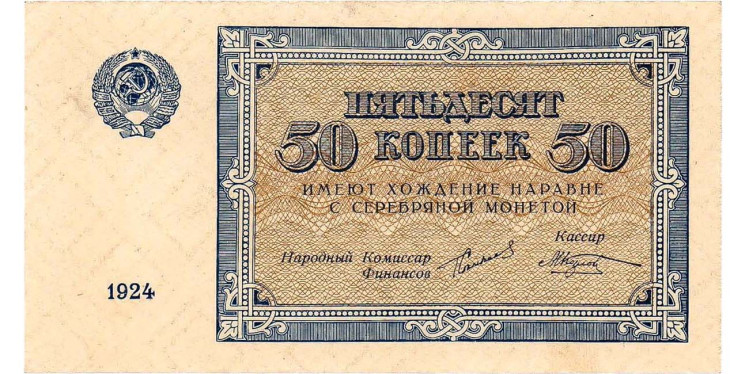 ПЯТЬДЕСЯТ
50 КОПЕЕК 50
ИМЕЮТ ХОЖДЕНИЕ НАРАВНЕ
С СЕРЕБРЯНОЙ МОНЕТОЙ
Кассир
Народный Комиссар
Финансов
1924